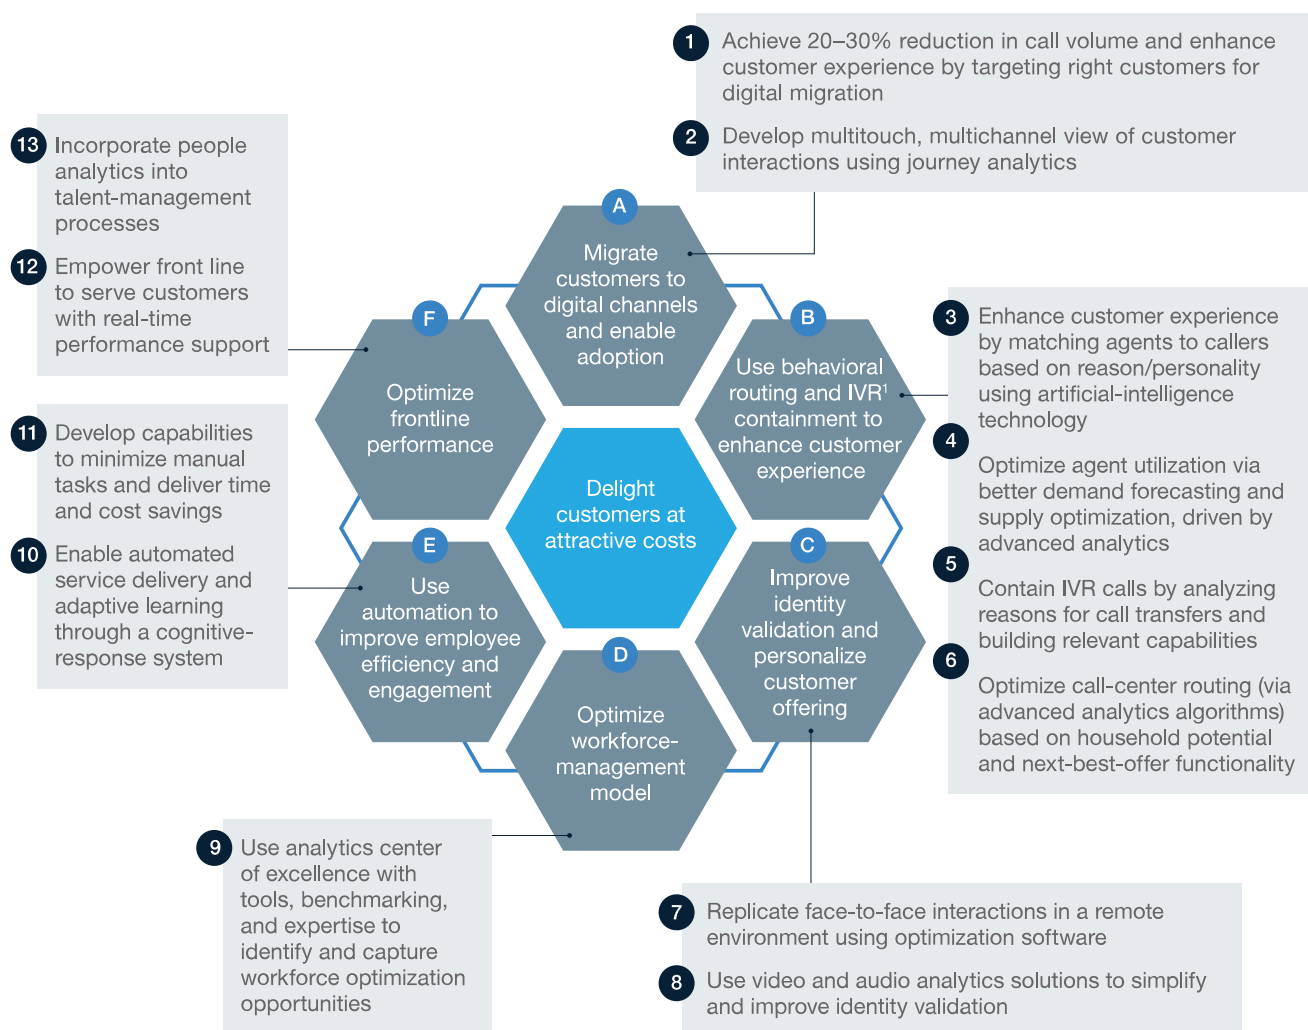 1
Achieve 20–30% reduction in call volume and enhance
customer experience by targeting right customers for
digital migration
2
Develop multitouch, multichannel view of customer
interactions using journey analytics
13
Incorporate people
analytics into
talent-management
processes
12
Empower front line
to serve customers
with real-time
performance support
A
Migrate
customers to
digital channels
and enable
adoption
F
Optimize
frontline
performance
B
Use behavioral
routing and IVR¹
containment to
enhance customer
experience
3
Enhance customer experience
by matching agents to callers
based on reason/personality
using artificial-intelligence
technology
4
Optimize agent utilization via
better demand forecasting and
supply optimization, driven by
advanced analytics
5
Contain IVR calls by analyzing
reasons for call transfers and
building relevant capabilities
6
Optimize call-center routing (via
advanced analytics algorithms)
based on household potential
and next-best-offer functionality
11
Develop capabilities
to minimize manual
tasks and deliver time
and cost savings
10
Enable automated
service delivery and
adaptive learning
through a cognitive-
response system
Delight
customers at
attractive costs
E
Use
automation to
improve employee
efficiency and
engagement
C
Improve
identity
validation and
personalize
customer
offering
D
Optimize
workforce-
management
model
9
Use analytics center
of excellence with
tools, benchmarking,
and expertise to
identify and capture
workforce optimization
opportunities
7
Replicate face-to-face interactions in a remote
environment using optimization software
8
Use video and audio analytics solutions to simplify
and improve identity validation